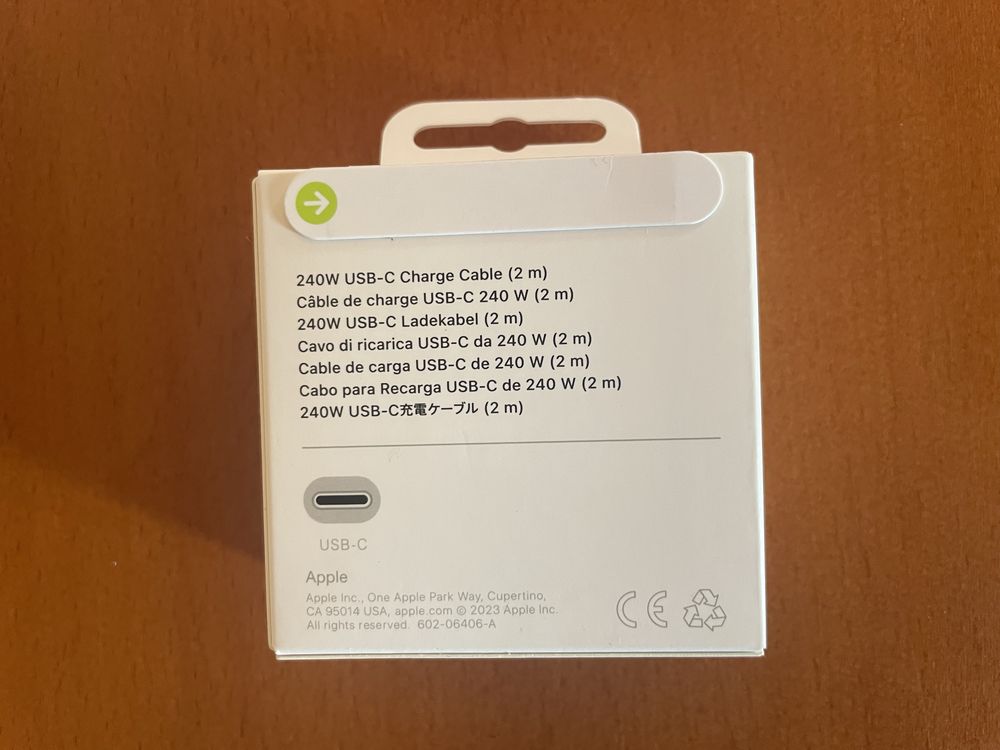 240W USB-C Charge Cable (2 m)
Câble de charge USB-C 240 W (2 m)
240W USB-C Ladekabel (2 m)
Cavo di ricarica USB-C da 240 W (2 m)
Cable de carga USB-C de 240 W (2 m)
Cabo para Recarga USB-C de 240 W (2 m)
240W USB-C充電ケーブル (2 m)
USB-C
Apple
Apple Inc., One Apple Park Way, Cupertino,
CA 95014 USA, apple.com © 2023 Apple Inc.
All rights reserved. 602-06406-A
CE